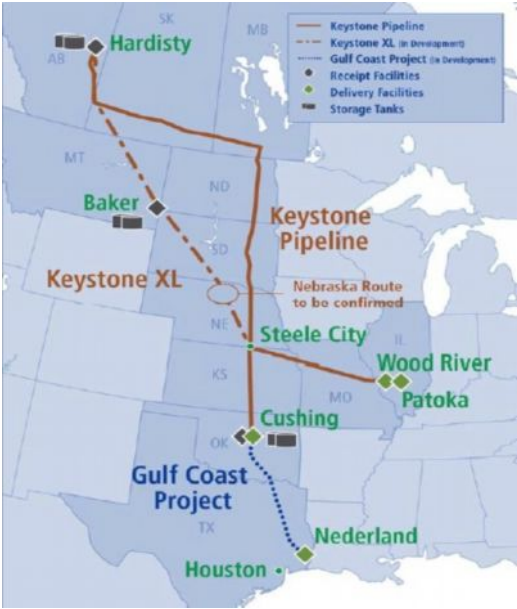 SK
MB
AB
Hardisty
Keystone Pipeline
Keystone XL (In Development)
Gulf Coast Project (In Development)
Receipt Facilities
Delivery Facilities
Storage Tanks
MT
ND
Baker
Keystone
Pipeline
SD
Keystone XL
Nebraska Route
to be confirmed
NE
Steele City
IL
Wood River
KS
MO
Patoka
Cushing
OK
Gulf Coast
Project
TX
Nederland
Houston